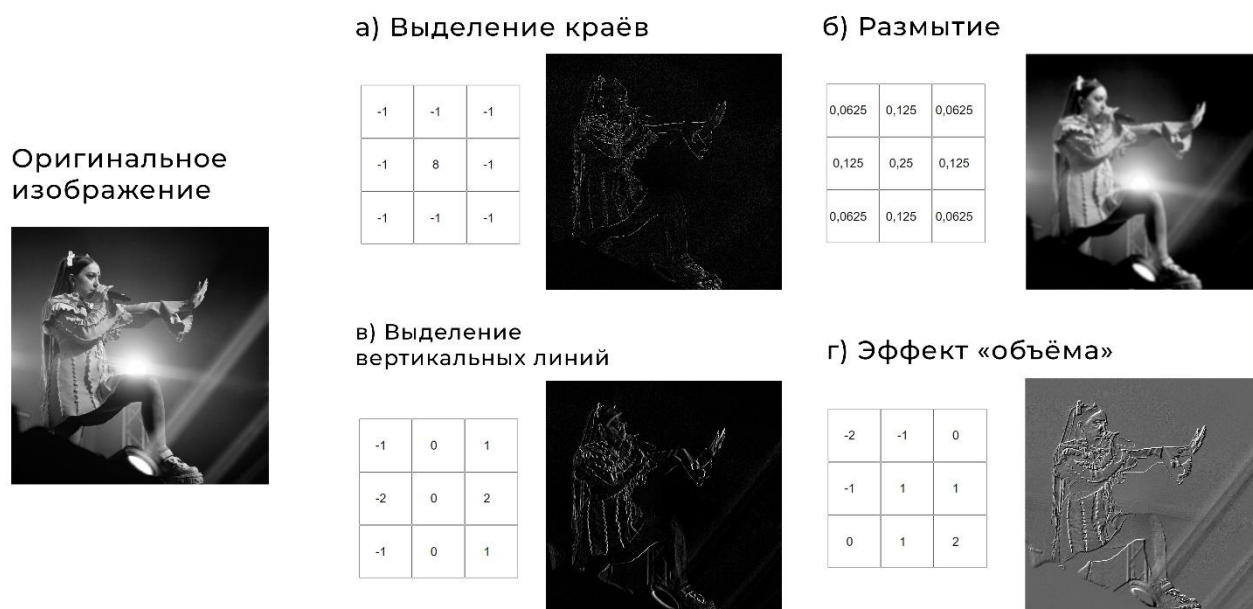 Оригинальное
изображение
а) Выделение краёв
-1 -1 -1
-1 8 -1
-1 -1 -1
б) Размытие
0,0625 0,125 0,0625
0,125 0,25 0,125
0,0625 0,125 0,0625
в) Выделение
вертикальных линий
-1 0 1
-2 0 2
-1 0 1
г) Эффект «объёма»
-2 -1 0
-1 1 1
0 1 2